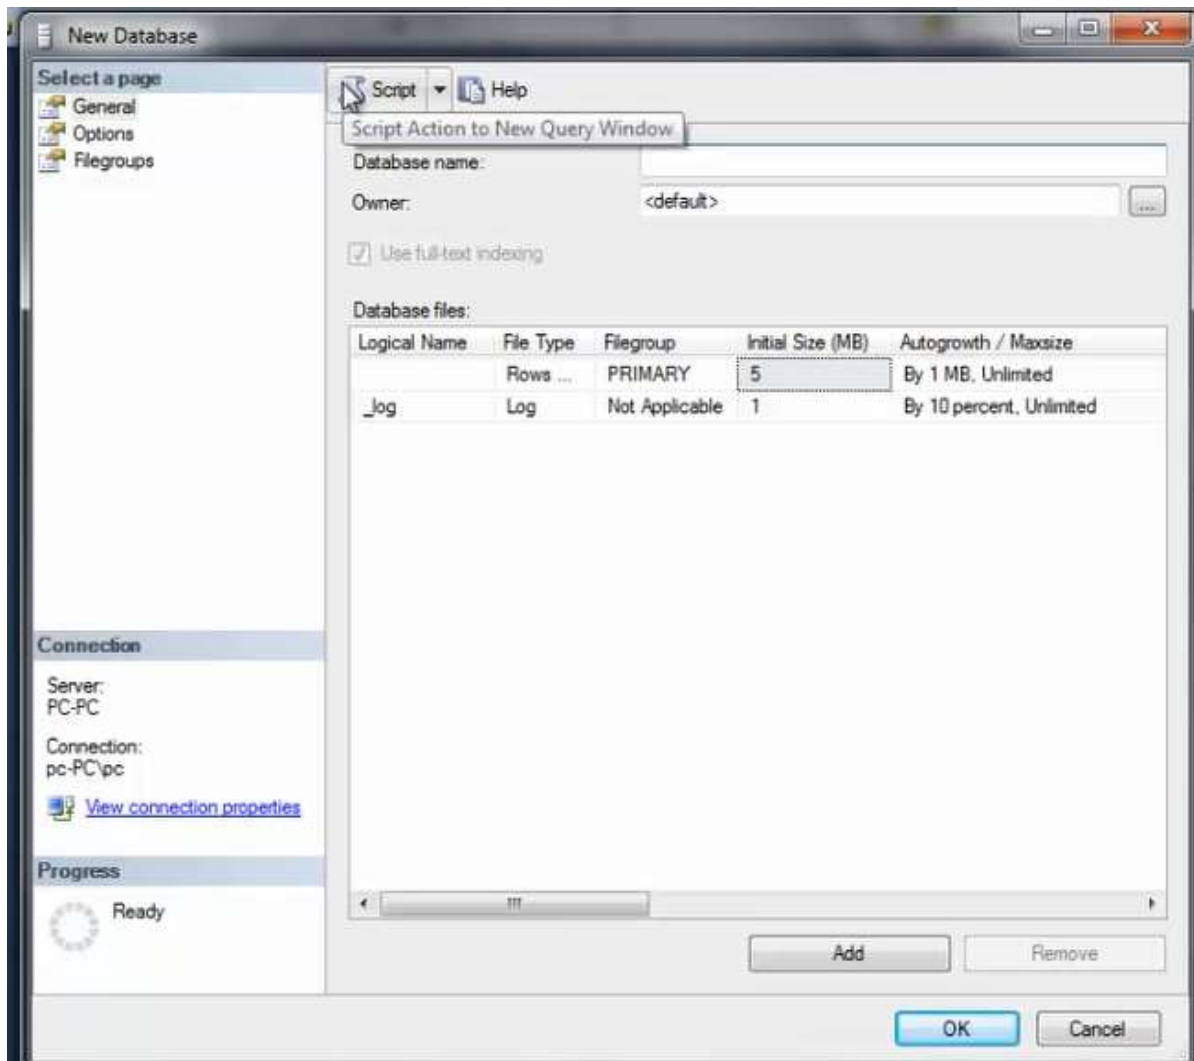 New Database
Select a page
General
Options
Filegroups
Script
Help
Script Action to New Query Window
Database name:
Owner:
<default>
...
Use full-text indexing
Database files:
Logical Name File Type Filegroup Initial Size (MB) Autogrowth / Maxsize
Rows ... PRIMARY 5 By 1 MB, Unlimited
_log Log Not Applicable 1 By 10 percent, Unlimited
Connection
Server:
PC-PC
Connection:
pc-PC\pc
View connection properties
Progress
Ready
Add
Remove
OK
Cancel